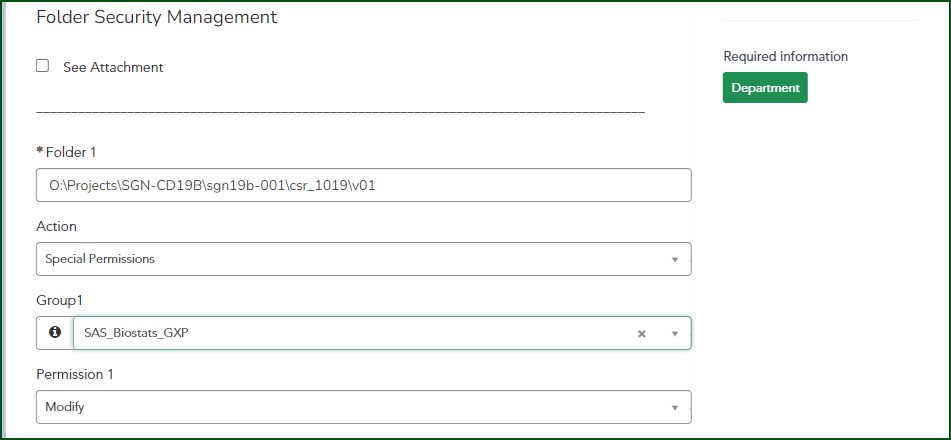 Folder Security Management
See Attachment
Required information
Department
* Folder 1
O:\Projects\SGN-CD19B\sgn19b-001\csr_1019\v01
Action
Special Permissions
Group1
SAS_Biostats_GXP
Permission 1
Modify